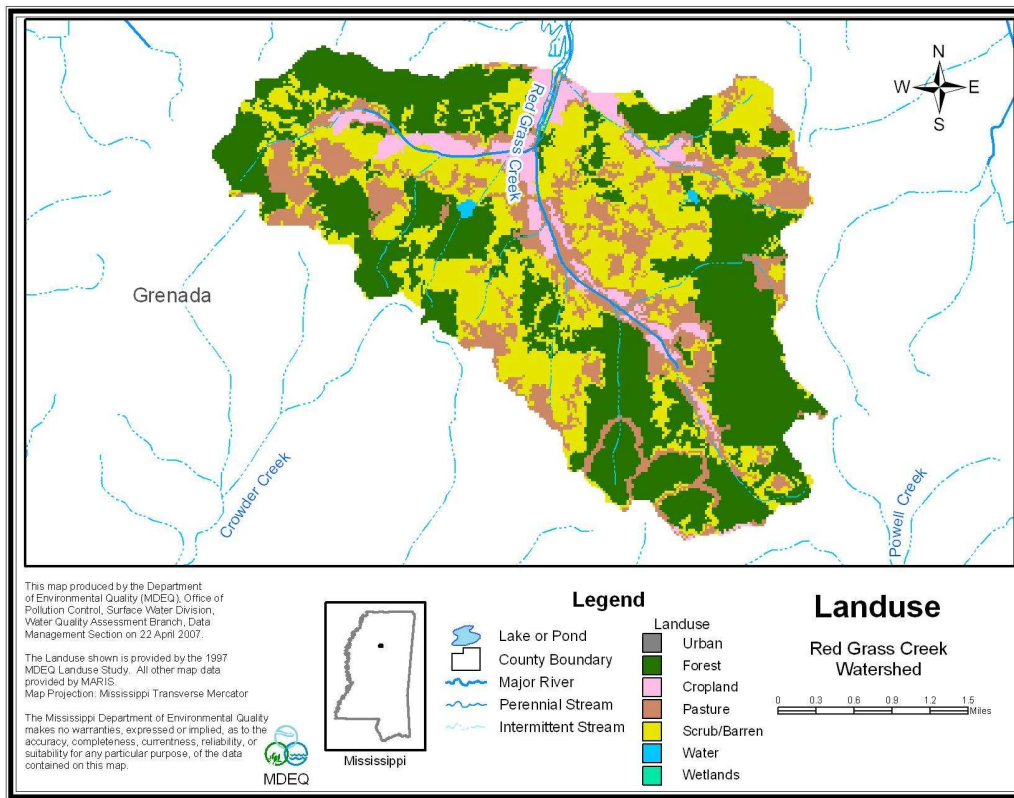 N
W E
S
Red Grass Creek
Grenada
Crowder Creek
Powell Creek
This map produced by the Department
of Environmental Quality (MDEQ), Office of
Pollution Control, Surface Water Division,
Water Quality Assessment Branch, Data
Management Section on 22 April 2007.
The Landuse shown is provided by the 1997
MDEQ Landuse Study. All other map data
provided by MARIS.
Map Projection: Mississippi Transverse Mercator
The Mississippi Department of Environmental Quality
makes no warranties, expressed or implied, as to the
accuracy, completeness, currentness, reliability, or
suitability for any particular purpose, of the data
contained on this map.
MDEQ
Mississippi
Legend
Lake or Pond
County Boundary
Major River
Perennial Stream
Intermittent Stream
Landuse
Urban
Forest
Cropland
Pasture
Scrub/Barren
Water
Wetlands
Landuse
Red Grass Creek
Watershed
0 0.3 0.6 0.9 1.2 1.5
Miles